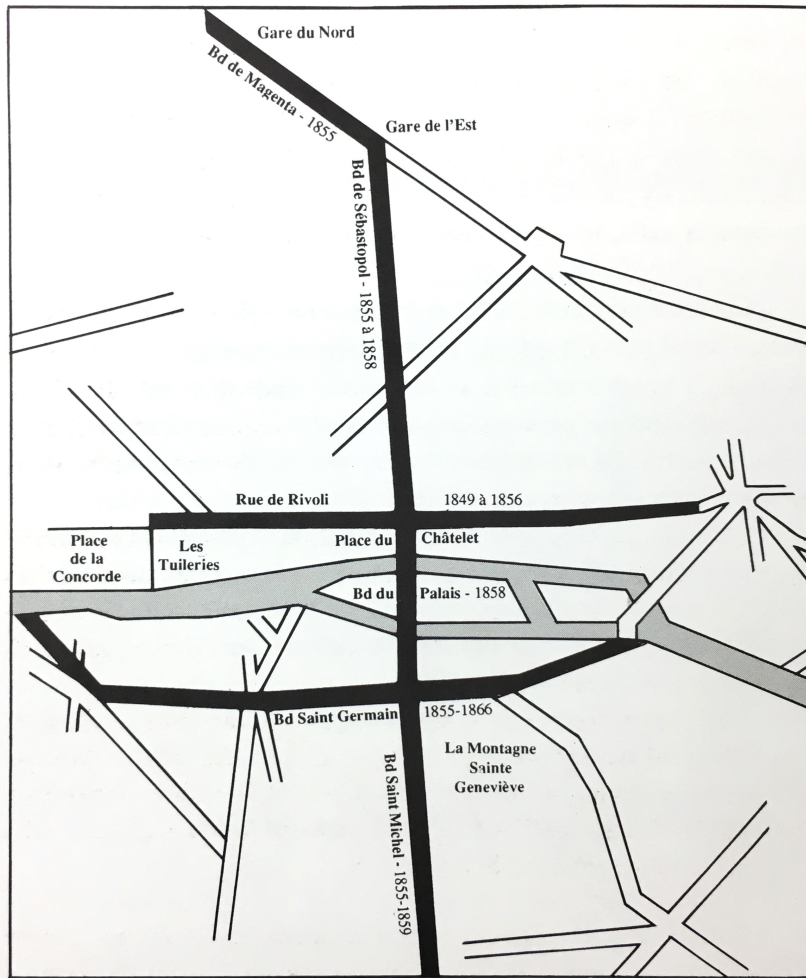 Gare du Nord
Bd de Magenta - 1855
Gare de l'Est
Bd de Sébastopol - 1855 à 1858
Rue de Rivoli
1849 à 1856
Place
de la
Concorde
Les
Tuileries
Place du
Châtelet
Bd du
Palais - 1858
Bd Saint Germain
1855-1866
La Montagne
Sainte
Geneviève
Bd Saint Michel - 1855-1859